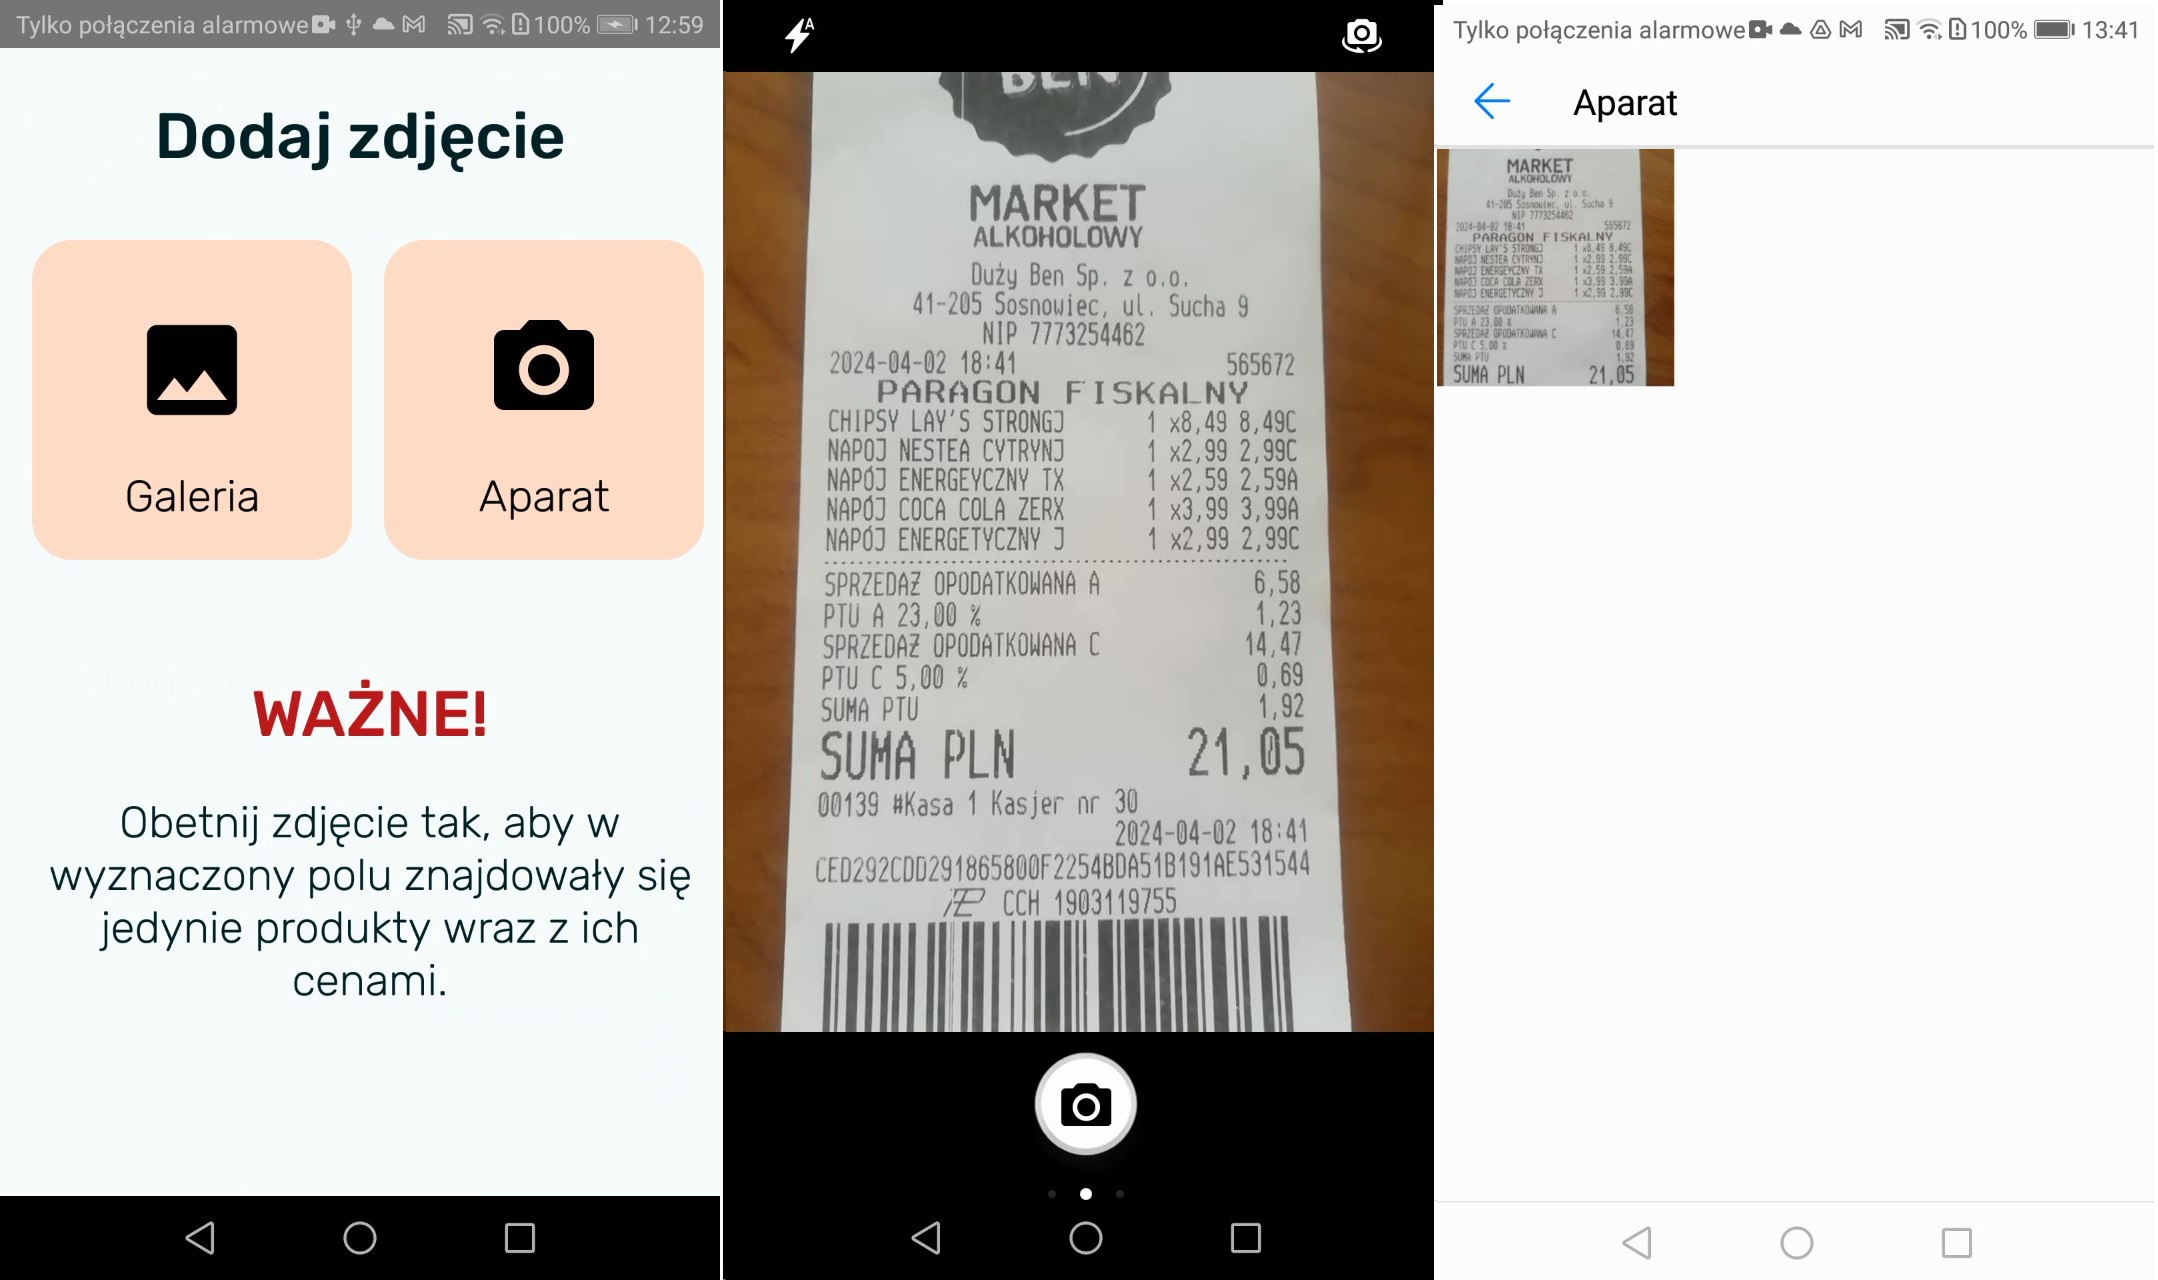 Tylko połączenia alarmowe 100% 12:59
Dodaj zdjęcie
Galeria
Aparat
WAŻNE!
Obetnij zdjęcie tak, aby w
wyznaczony polu znajdowały się
jedynie produkty wraz z ich
cenami.
A
BEN
MARKET
ALKOHOLOWY
Duży Ben Sp. z o.o.
41-205 Sosnowiec, ul. Sucha 9
NIP 7773254462
2024-04-02 18:41 565672
PARAGON FISKALNY
CHIPSY LAY'S STRONGJ 1 x8,49 8,49C
NAPOJ NESTEA CYTRYNJ 1 x2,99 2,99C
NAPÓJ ENERGEYCZNY TX 1 x2,59 2,59A
NAPÓJ COCA COLA ZERX 1 x3,99 3,99A
NAPÓJ ENERGETYCZNY J 1 x2,99 2,99C
SPRZEDAŻ OPODATKOWANA A 6,58
PTU A 23,00 % 1,23
SPRZEDAŻ OPODATKOWANA C 14,47
PTU C 5,00 % 0,69
SUMA PTU 1,92
SUMA PLN 21,05
00139 #Kasa 1 Kasjer nr 30
2024-04-02 18:41
CED292CDD291865800F2254BDA51B191AE531544
CCH 1903119755
Tylko połączenia alarmowe 100% 13:41
Aparat
MARKET
ALKOHOLOWY
Duży Ben Sp. z o.o.
41-205 Sosnowiec, ul. Sucha 9
NIP 7773254462
2024-04-02 18:41 565672
PARAGON FISKALNY
CHIPSY LAY'S STRONGJ 1 x8,49 8,49C
NAPOJ NESTEA CYTRYNJ 1 x2,99 2,99C
NAPÓJ ENERGEYCZNY TX 1 x2,59 2,59A
NAPÓJ COCA COLA ZERX 1 x3,99 3,99A
NAPÓJ ENERGETYCZNY J 1 x2,99 2,99C
SPRZEDAŻ OPODATKOWANA A 6,58
PTU A 23,00 % 1,23
SPRZEDAŻ OPODATKOWANA C 14,47
PTU C 5,00 % 0,69
SUMA PTU 1,92
SUMA PLN 21,05